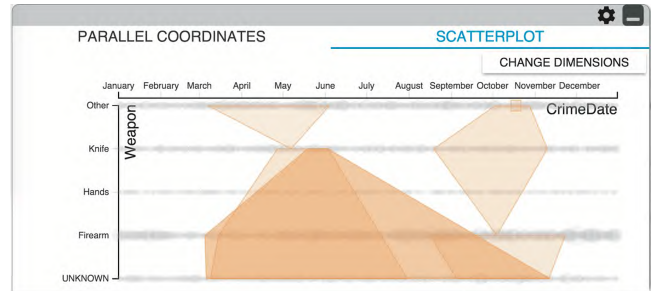 PARALLEL COORDINATES SCATTERPLOT
CHANGE DIMENSIONS
January February March April May June July August September October November December
Other CrimeDate
Weapon
Knife
Hands
Firearm
UNKNOWN